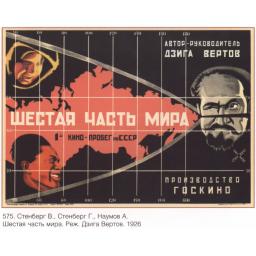 АВТОР-РУКОВОДИТЕЛЬ
ДЗИГА ВЕРТОВ
ШЕСТАЯ ЧАСТЬ МИРА
КИНО-ПРОБЕГ ПО СССР
ПРОИЗВОДСТВО
ГОСКИНО
575. Стенберг В., Стенберг Г., Наумов А.
Шестая часть мира. Реж. Дзига Вертов. 1926